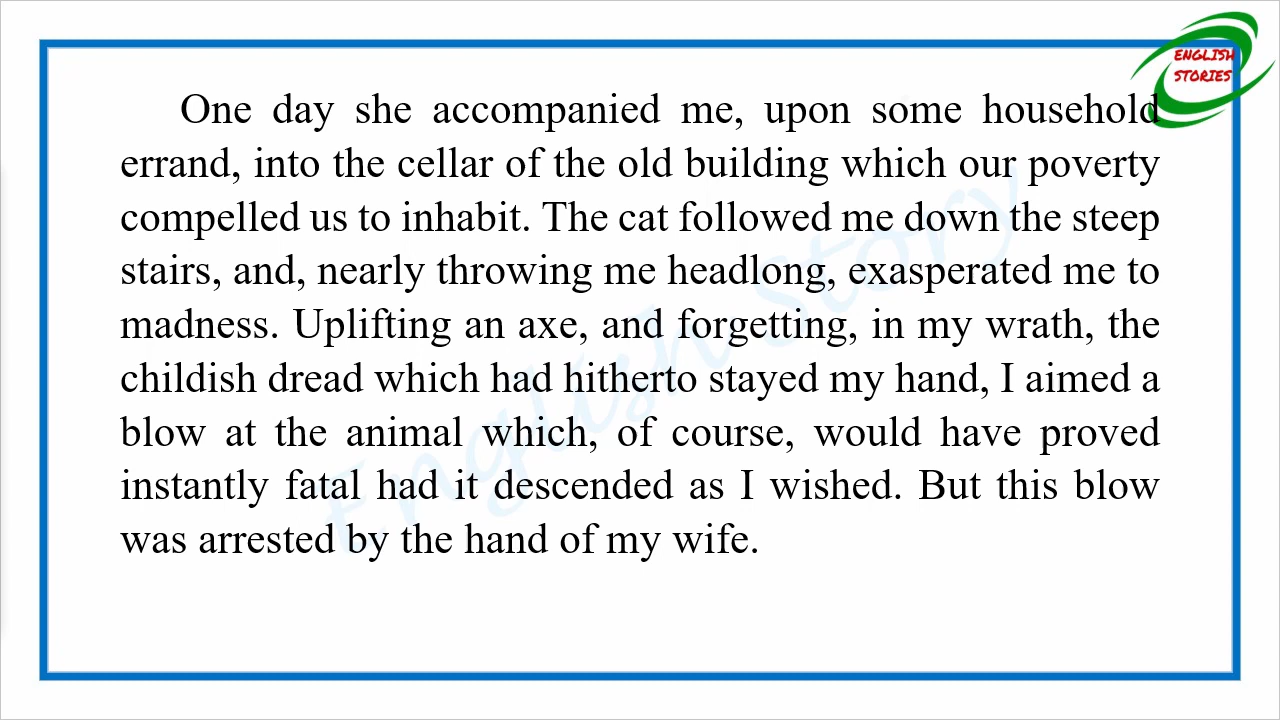 ENGLISH
STORIES
One day she accompanied me, upon some household
errand, into the cellar of the old building which our poverty
compelled us to inhabit. The cat followed me down the steep
stairs, and, nearly throwing me headlong, exasperated me to
madness. Uplifting an axe, and forgetting, in my wrath, the
childish dread which had hitherto stayed my hand, I aimed a
blow at the animal which, of course, would have proved
instantly fatal had it descended as I wished. But this blow
was arrested by the hand of my wife.
English Story